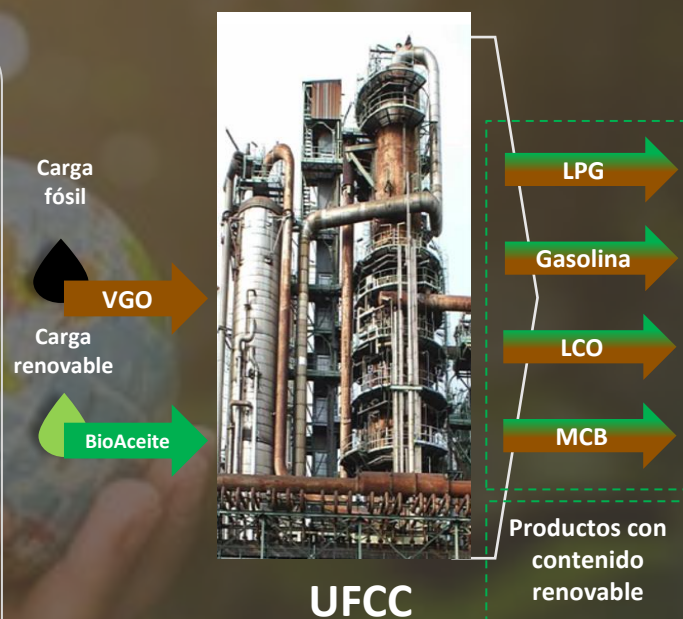 Carga
fósil
VGO
Carga
renovable
BioAceite
UFCC
LPG
Gasolina
LCO
MCB
Productos con
contenido
renovable